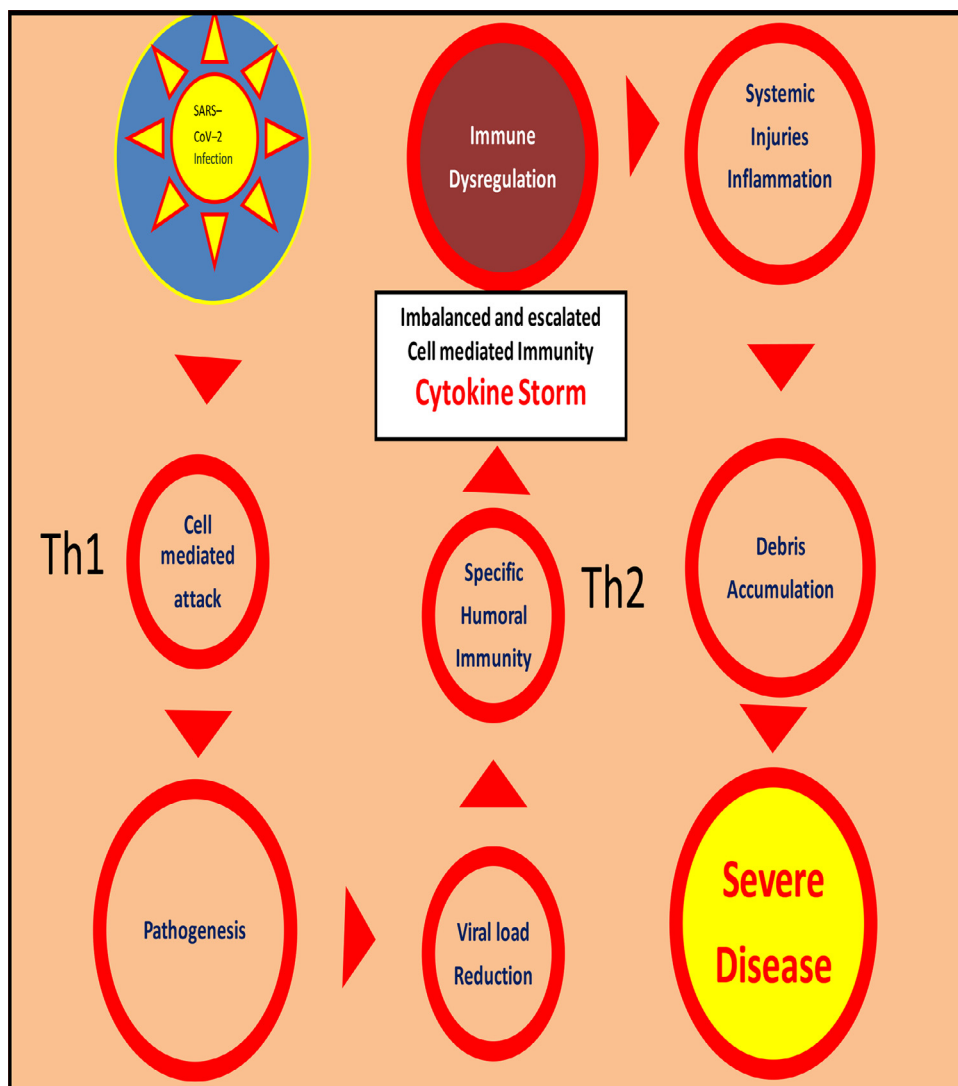 SARS–
CoV–2
Infection
Th1
Cell
mediated
attack
Pathogenesis
Viral load
Reduction
Specific
Humoral
Immunity
Th2
Imbalanced and escalated
Cell mediated Immunity
Cytokine Storm
Immune
Dysregulation
Systemic
Injuries
Inflammation
Debris
Accumulation
Severe
Disease